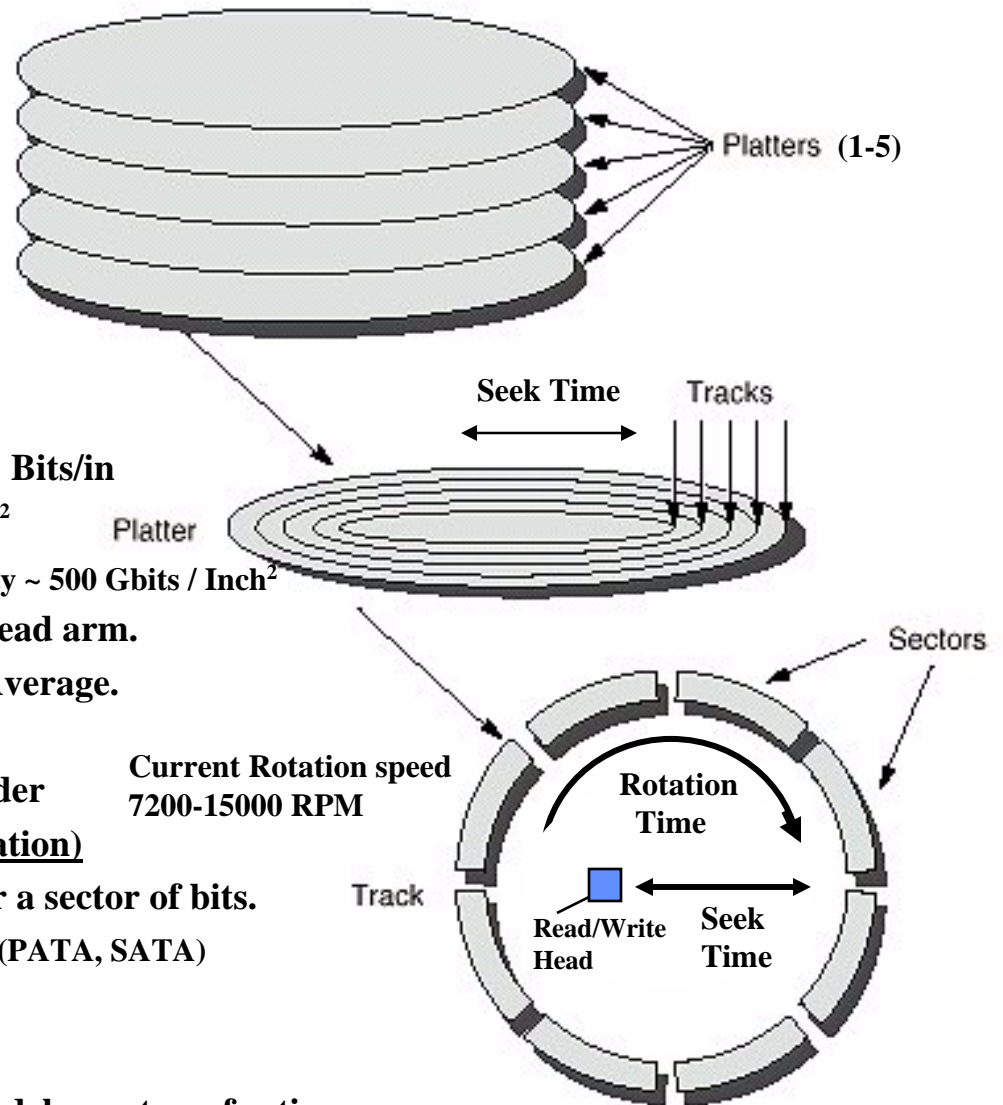 Platters (1-5)
Seek Time
Tracks
Bits/in
2
Platter
y ~ 500 Gbits / Inch2
ead arm.
verage.
Sectors
Current Rotation speed
7200-15000 RPM
der
Rotation
Time
ation)
Track
r a sector of bits.
Read/Write
Head
Seek
Time
(PATA, SATA)